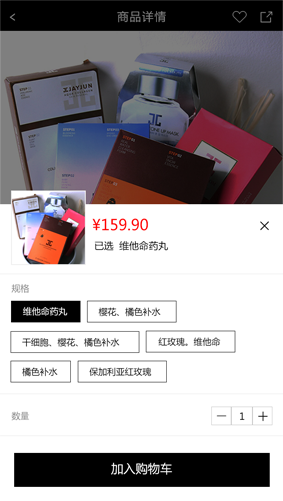 商品详情
JAYJUN
¥159.90
已选 维他命药丸
规格
维他命药丸
樱花、橘色补水
干细胞、樱花、橘色补水
红玫瑰。维他命
橘色补水
保加利亚红玫瑰
数量
1
加入购物车